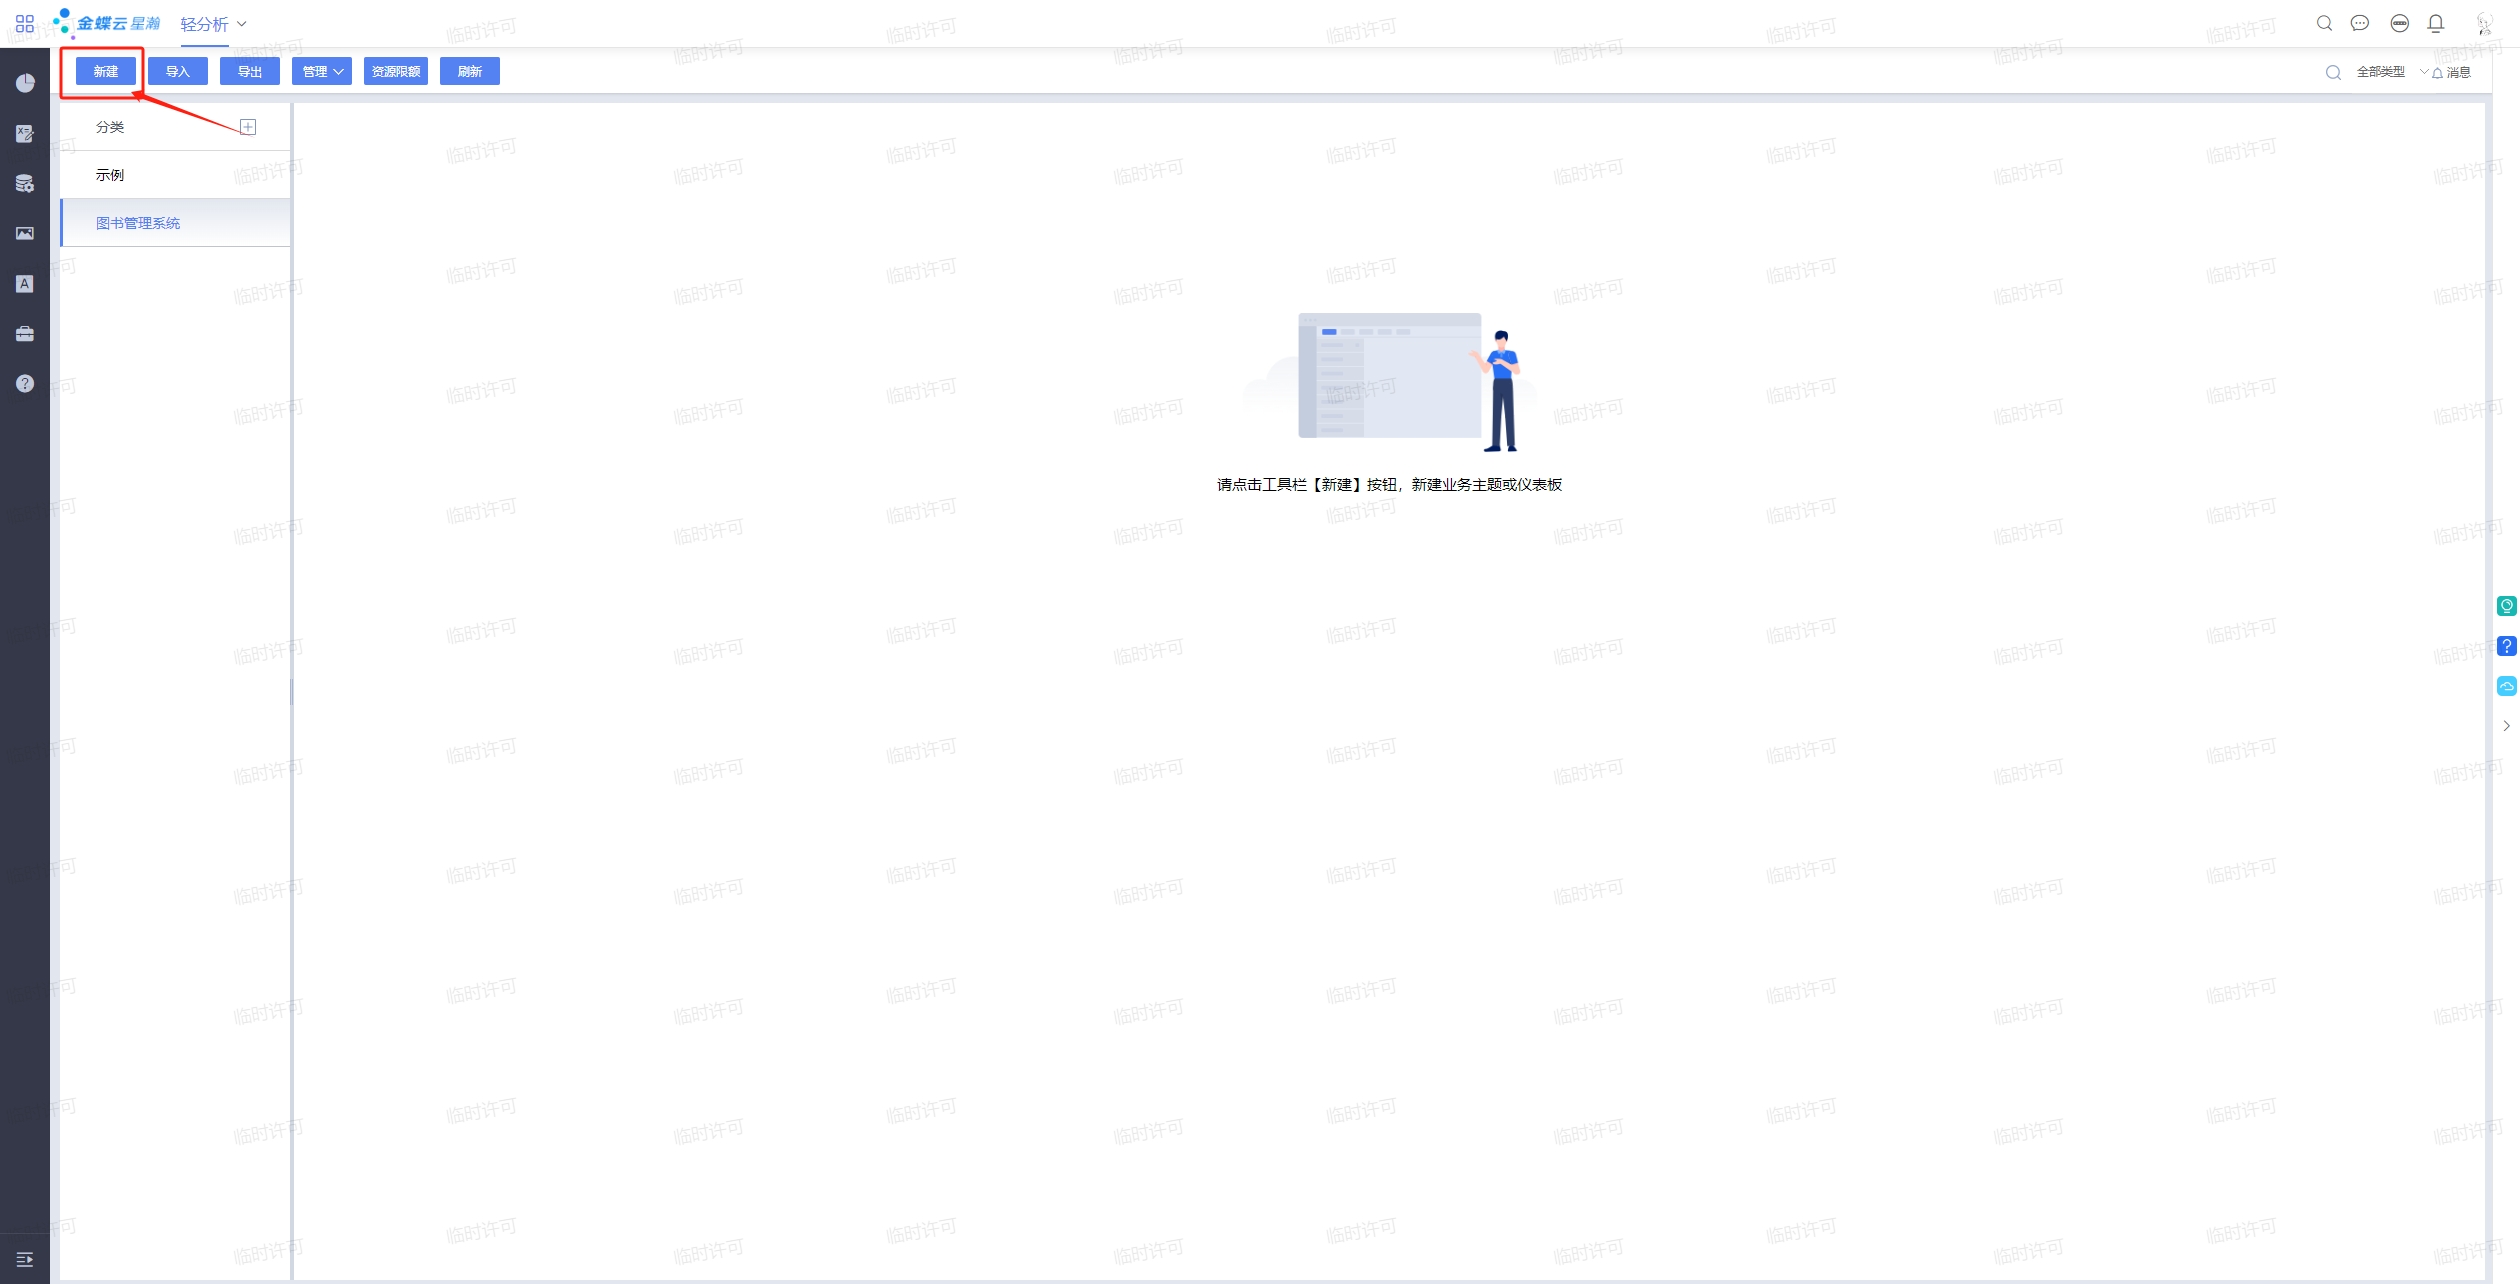 金蝶云星瀚 轻分析
新建 导入 导出 管理 资源限额 刷新 全部类型 消息
分类
示例
图书管理系统
请点击工具栏【新建】按钮，新建业务主题或仪表板
临时许可